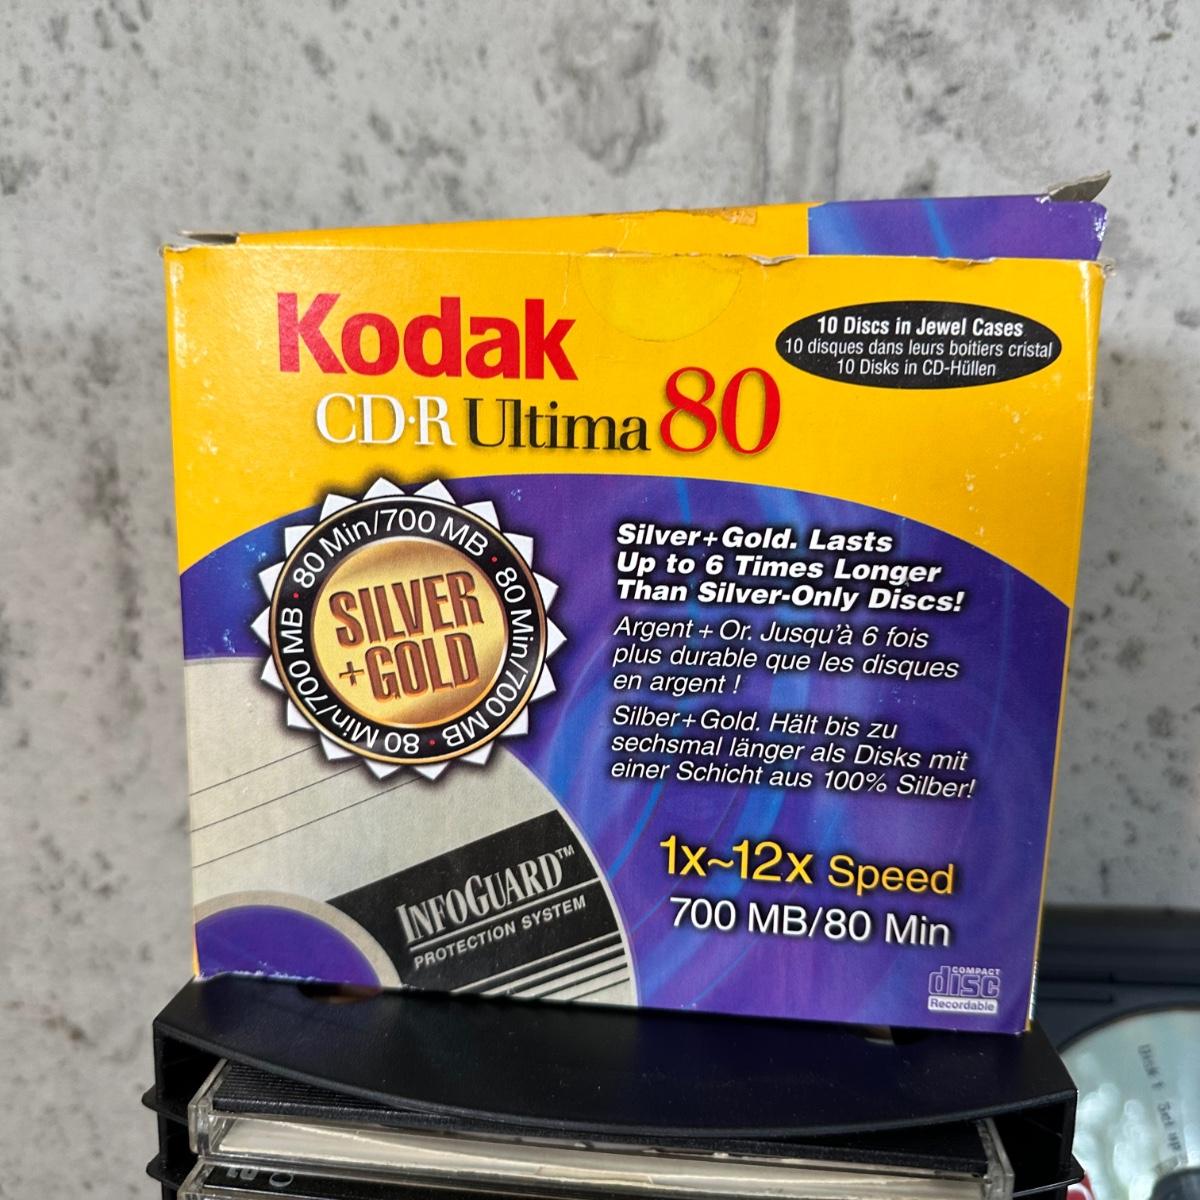 Kodak
CD-R Ultima 80
10 Discs in Jewel Cases
10 disques dans leurs boitiers cristal
10 Disks in CD-Hüllen
80 Min/700 MB · 80 Min/700 MB · 80 Min/700 MB ·
SILVER
+GOLD
Silver+Gold. Lasts
Up to 6 Times Longer
Than Silver-Only Discs!
Argent + Or. Jusqu'à 6 fois
plus durable que les disques
en argent !
Silber+Gold. Hält bis zu
sechsmal länger als Disks mit
einer Schicht aus 100% Silber!
INFOGUARD™
PROTECTION SYSTEM
1x~12x Speed
700 MB/80 Min
COMPACT
disc
Recordable
Disk 1 Set up